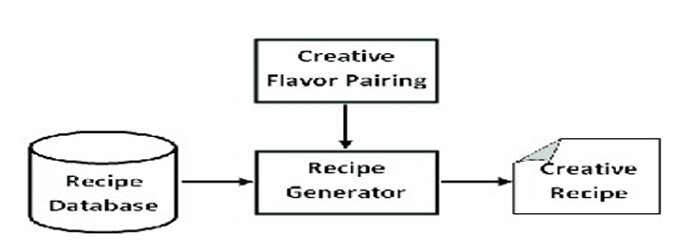 Creative
Flavor Pairing
Recipe
Database
Recipe
Generator
Creative
Recipe